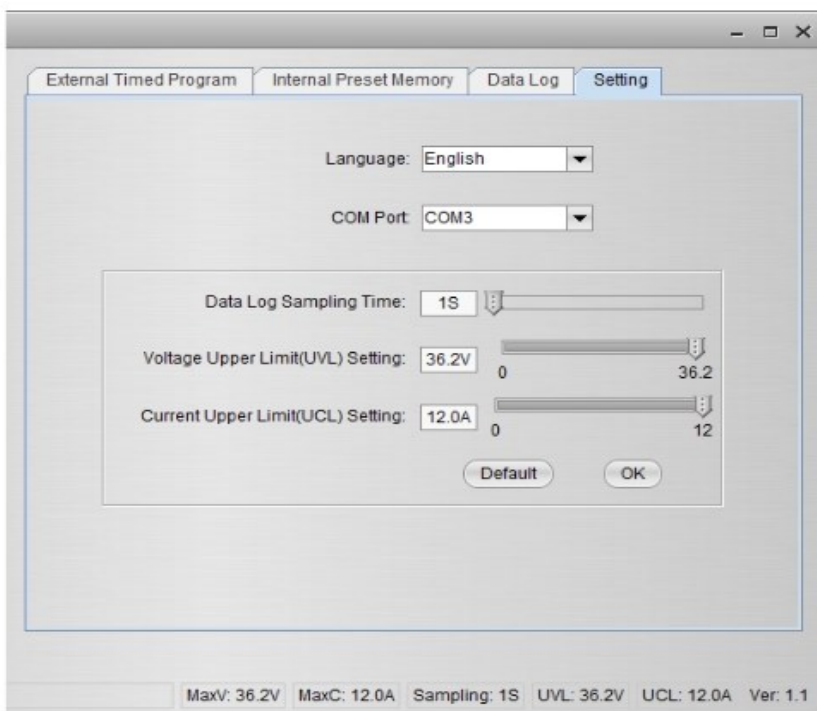 External Timed Program Internal Preset Memory Data Log Setting
Language: English
COM Port: COM3
Data Log Sampling Time: 1S
Voltage Upper Limit(UVL) Setting: 36.2V
0 36.2
Current Upper Limit(UCL) Setting: 12.0A
0 12
Default OK
MaxV: 36.2V MaxC: 12.0A Sampling: 1S UVL: 36.2V UCL: 12.0A Ver: 1.1